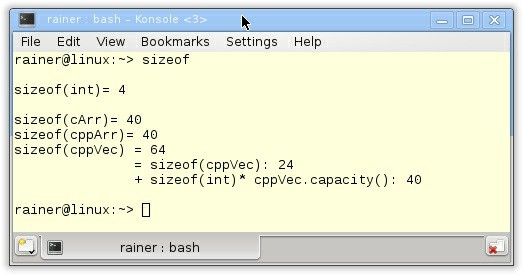 rainer : bash – Konsole <3>
File Edit View Bookmarks Settings Help
rainer@linux:~> sizeof
sizeof(int)= 4
sizeof(cArr)= 40
sizeof(cppArr)= 40
sizeof(cppVec) = 64
= sizeof(cppVec): 24
+ sizeof(int)* cppVec.capacity(): 40
rainer@linux:~>
rainer : bash